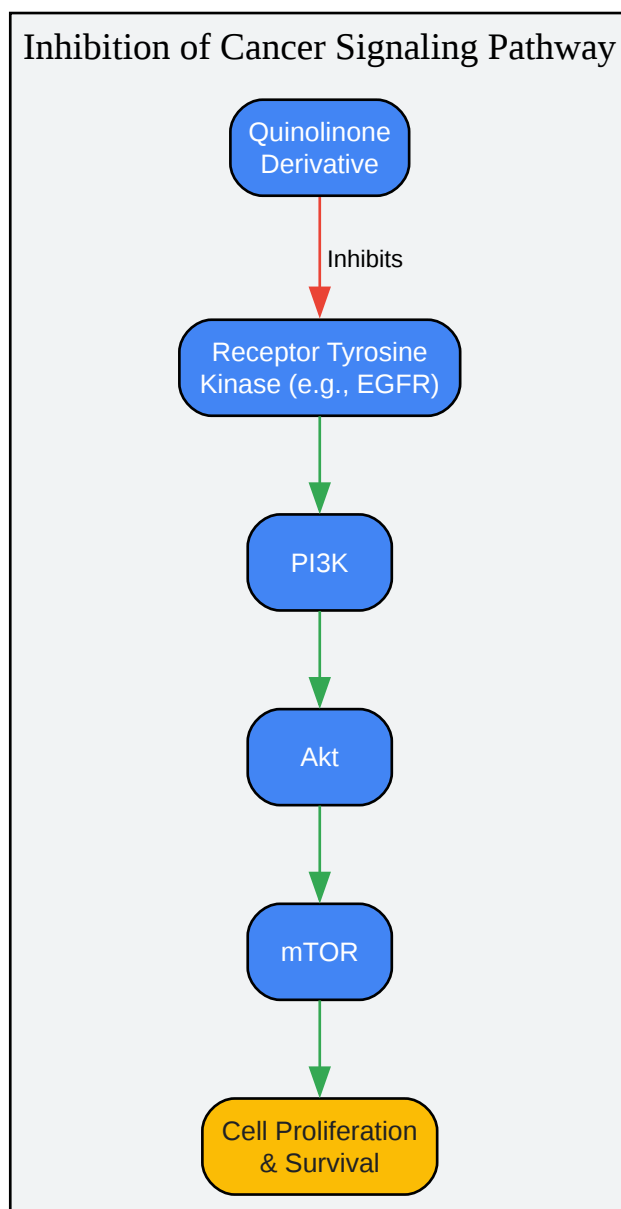 Inhibition of Cancer Signaling Pathway
Quinolinone
Derivative
Inhibits
Receptor Tyrosine
Kinase (e.g., EGFR)
PI3K
Akt
mTOR
Cell Proliferation
& Survival